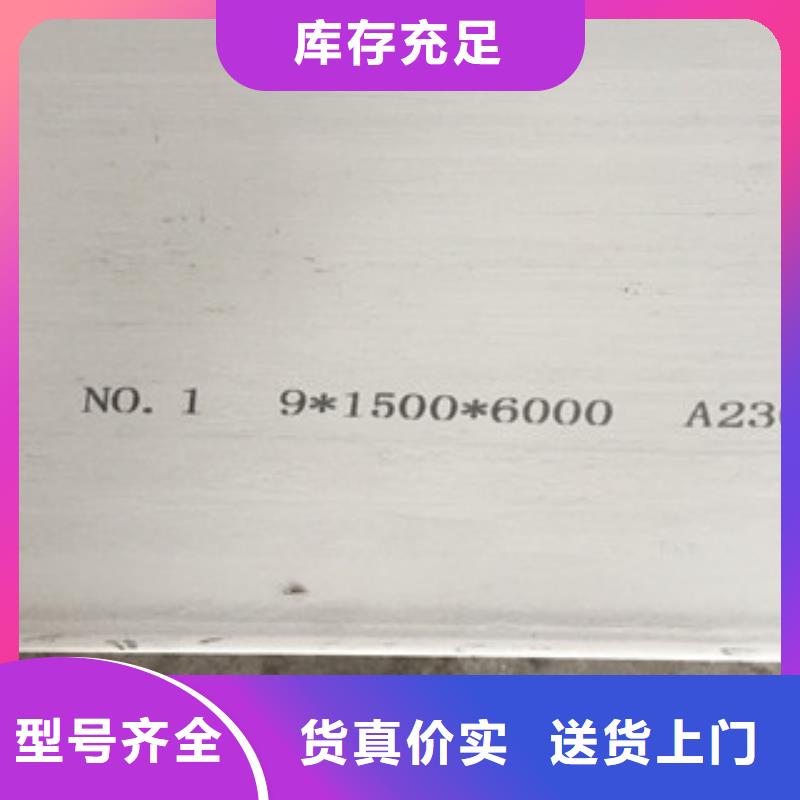 库存充足
NO. 1 9*1500*6000 A23
型号齐全 货真价实 送货上门